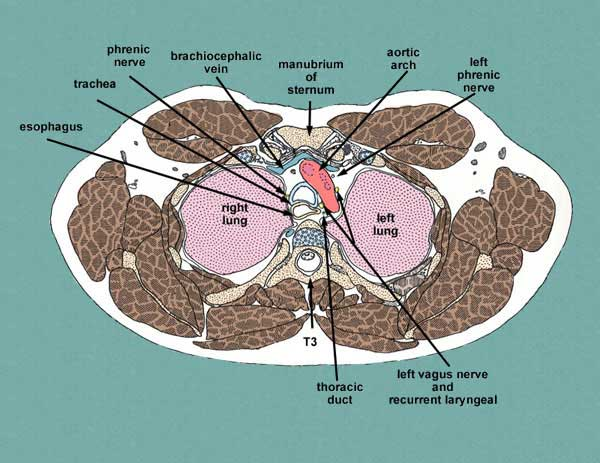 phrenic
nerve
brachiocephalic
vein
manubrium
of
sternum
aortic
arch
left
phrenic
nerve
trachea
esophagus
right
lung
left
lung
T3
thoracic
duct
left vagus nerve
and
recurrent laryngeal